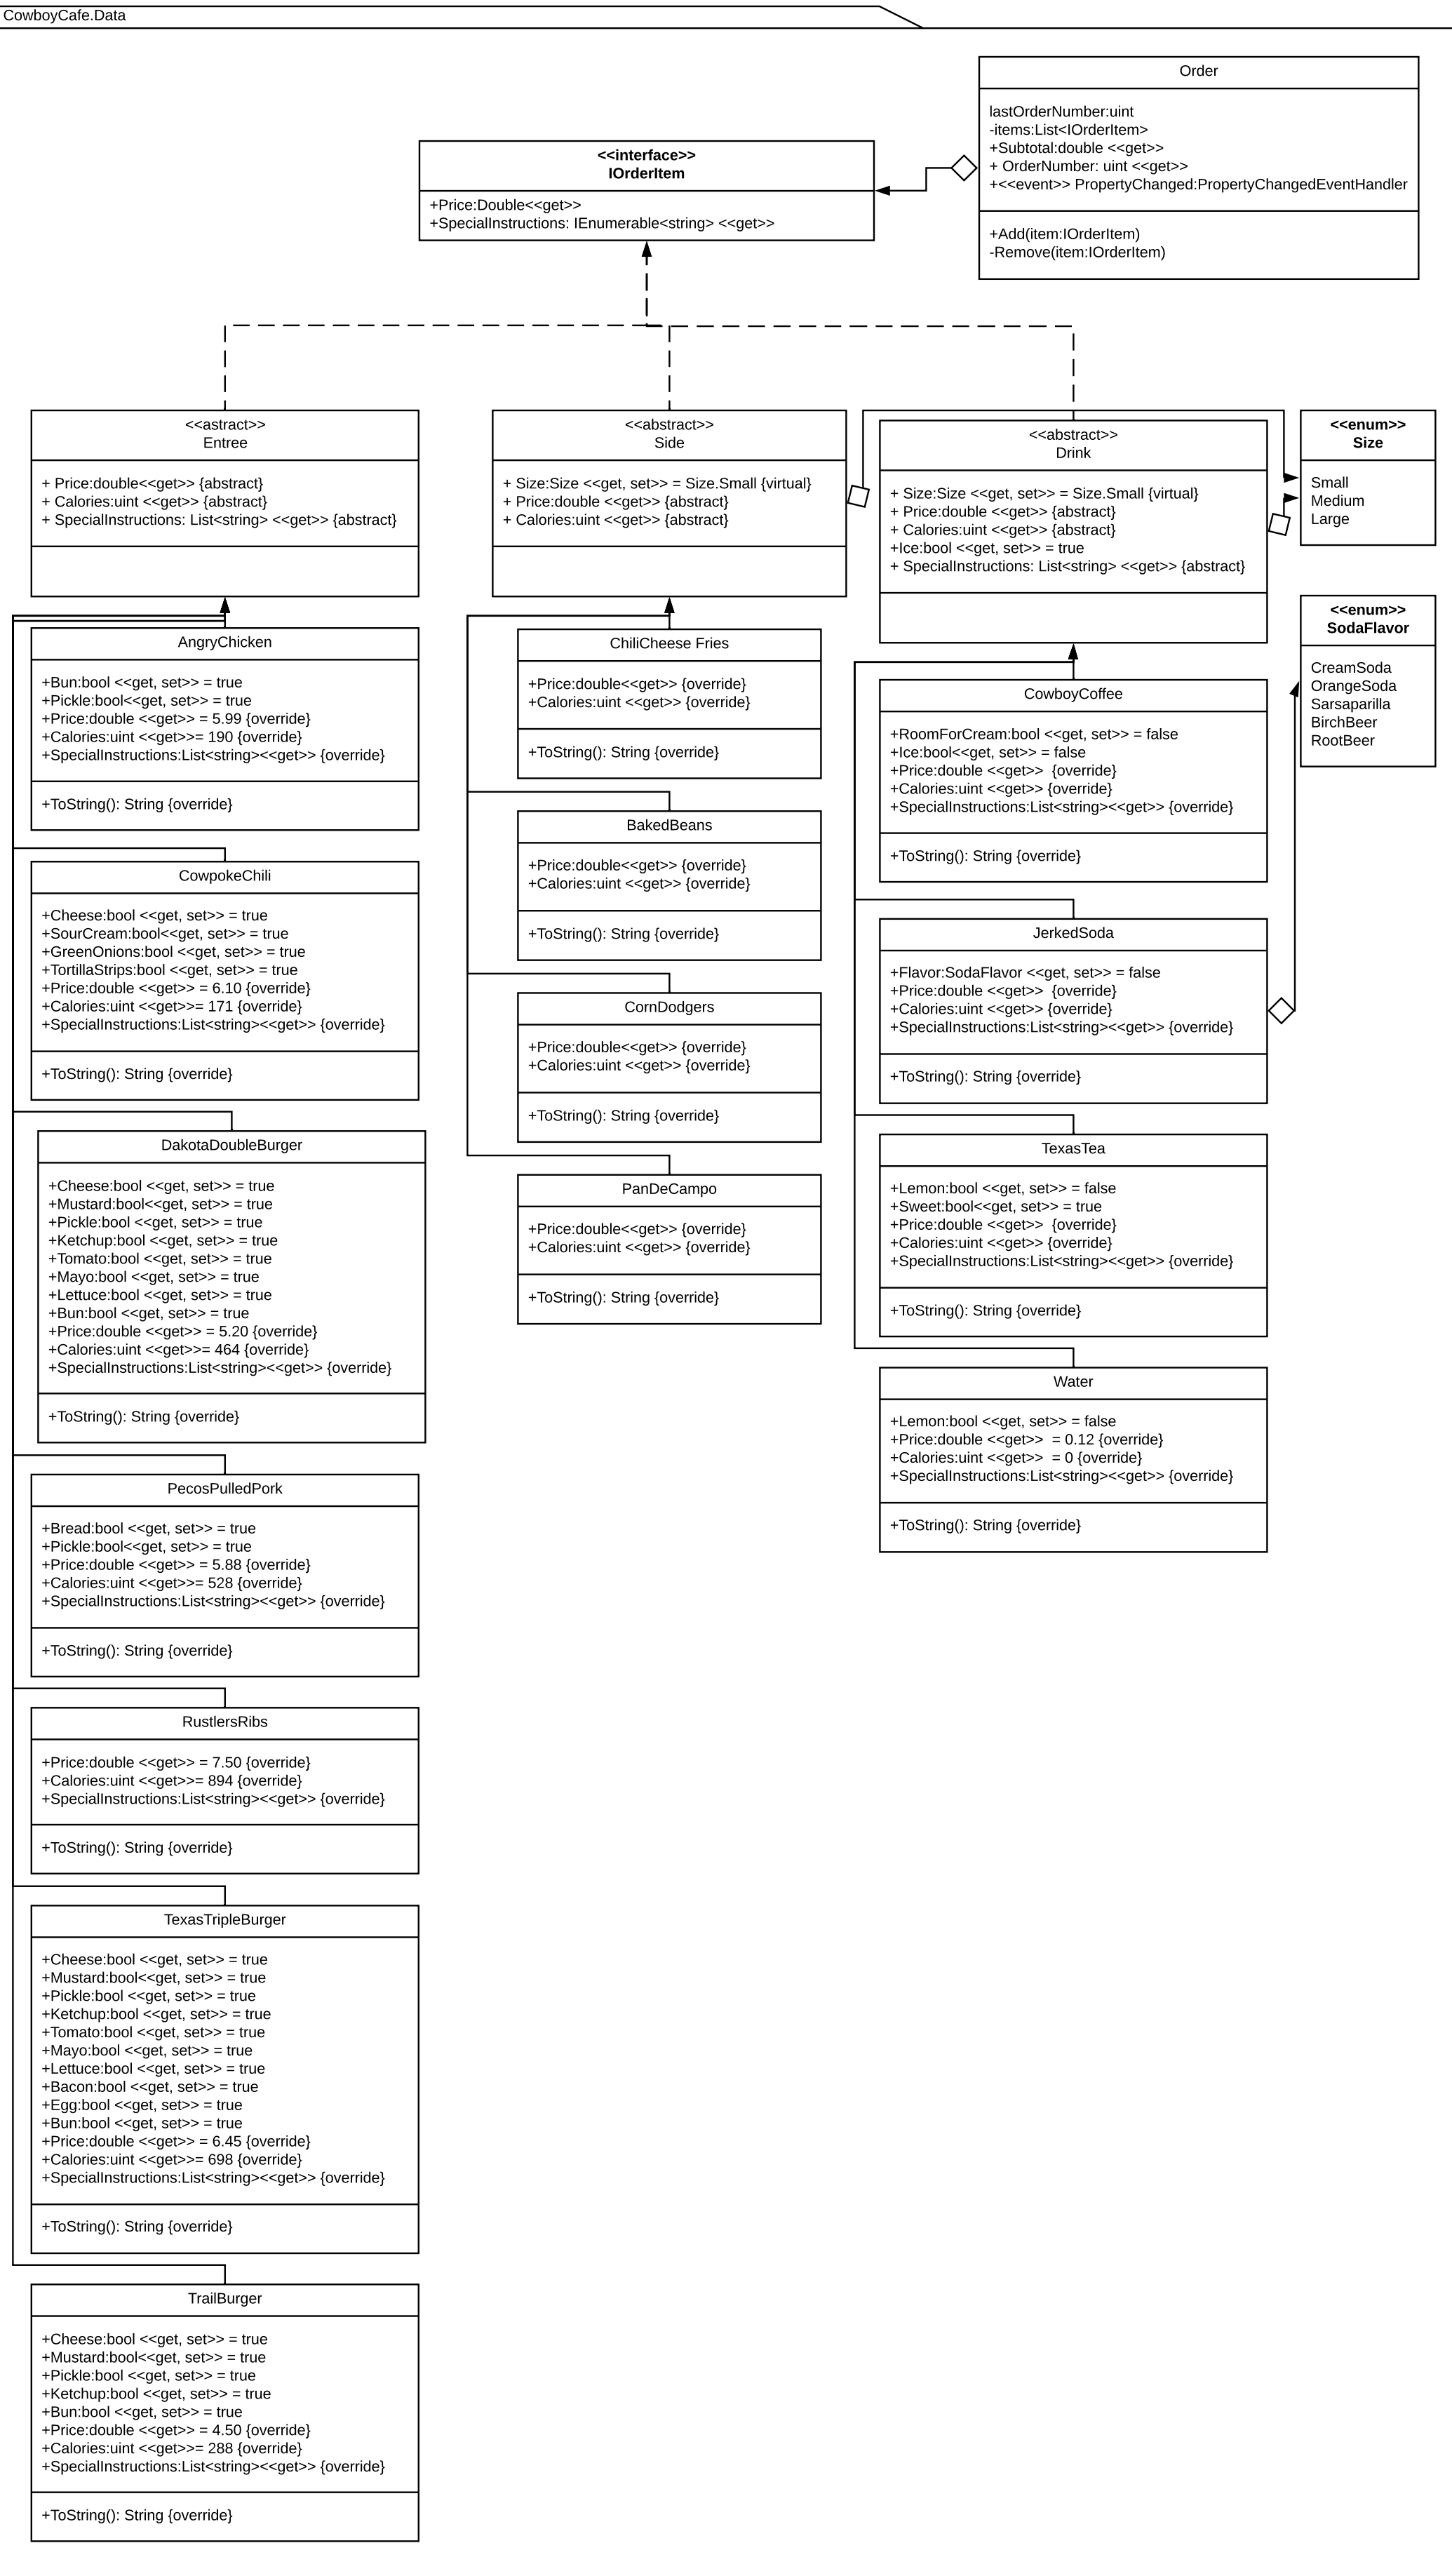 CowboyCafe.Data
Order
lastOrderNumber:uint
-items:List<IOrderItem>
+Subtotal:double <<get>>
+ OrderNumber: uint <<get>>
+<<event>> PropertyChanged:PropertyChangedEventHandler
+Add(item:IOrderItem)
-Remove(item:IOrderItem)
<<interface>>
IOrderItem
+Price:Double<<get>>
+SpecialInstructions: IEnumerable<string> <<get>>
<<astract>>
Entree
+ Price:double<<get>> {abstract}
+ Calories:uint <<get>> {abstract}
+ SpecialInstructions: List<string> <<get>> {abstract}
<<abstract>>
Side
+ Size:Size <<get, set>> = Size.Small {virtual}
+ Price:double <<get>> {abstract}
+ Calories:uint <<get>> {abstract}
<<abstract>>
Drink
+ Size:Size <<get, set>> = Size.Small {virtual}
+ Price:double <<get>> {abstract}
+ Calories:uint <<get>> {abstract}
+Ice:bool <<get, set>> = true
+ SpecialInstructions: List<string> <<get>> {abstract}
<<enum>>
Size
Small
Medium
Large
<<enum>>
SodaFlavor
CreamSoda
OrangeSoda
Sarsaparilla
BirchBeer
RootBeer
AngryChicken
+Bun:bool <<get, set>> = true
+Pickle:bool<<get, set>> = true
+Price:double <<get>> = 5.99 {override}
+Calories:uint <<get>>= 190 {override}
+SpecialInstructions:List<string><<get>> {override}
+ToString(): String {override}
CowpokeChili
+Cheese:bool <<get, set>> = true
+SourCream:bool<<get, set>> = true
+GreenOnions:bool <<get, set>> = true
+TortillaStrips:bool <<get, set>> = true
+Price:double <<get>> = 6.10 {override}
+Calories:uint <<get>>= 171 {override}
+SpecialInstructions:List<string><<get>> {override}
+ToString(): String {override}
DakotaDoubleBurger
+Cheese:bool <<get, set>> = true
+Mustard:bool<<get, set>> = true
+Pickle:bool <<get, set>> = true
+Ketchup:bool <<get, set>> = true
+Tomato:bool <<get, set>> = true
+Mayo:bool <<get, set>> = true
+Lettuce:bool <<get, set>> = true
+Bun:bool <<get, set>> = true
+Price:double <<get>> = 5.20 {override}
+Calories:uint <<get>>= 464 {override}
+SpecialInstructions:List<string><<get>> {override}
+ToString(): String {override}
PecosPulledPork
+Bread:bool <<get, set>> = true
+Pickle:bool<<get, set>> = true
+Price:double <<get>> = 5.88 {override}
+Calories:uint <<get>>= 528 {override}
+SpecialInstructions:List<string><<get>> {override}
+ToString(): String {override}
RustlersRibs
+Price:double <<get>> = 7.50 {override}
+Calories:uint <<get>>= 894 {override}
+SpecialInstructions:List<string><<get>> {override}
+ToString(): String {override}
TexasTripleBurger
+Cheese:bool <<get, set>> = true
+Mustard:bool<<get, set>> = true
+Pickle:bool <<get, set>> = true
+Ketchup:bool <<get, set>> = true
+Tomato:bool <<get, set>> = true
+Mayo:bool <<get, set>> = true
+Lettuce:bool <<get, set>> = true
+Bacon:bool <<get, set>> = true
+Egg:bool <<get, set>> = true
+Bun:bool <<get, set>> = true
+Price:double <<get>> = 6.45 {override}
+Calories:uint <<get>>= 698 {override}
+SpecialInstructions:List<string><<get>> {override}
+ToString(): String {override}
TrailBurger
+Cheese:bool <<get, set>> = true
+Mustard:bool<<get, set>> = true
+Pickle:bool <<get, set>> = true
+Ketchup:bool <<get, set>> = true
+Bun:bool <<get, set>> = true
+Price:double <<get>> = 4.50 {override}
+Calories:uint <<get>>= 288 {override}
+SpecialInstructions:List<string><<get>> {override}
+ToString(): String {override}
ChiliCheese Fries
+Price:double<<get>> {override}
+Calories:uint <<get>> {override}
+ToString(): String {override}
BakedBeans
+Price:double<<get>> {override}
+Calories:uint <<get>> {override}
+ToString(): String {override}
CornDodgers
+Price:double<<get>> {override}
+Calories:uint <<get>> {override}
+ToString(): String {override}
PanDeCampo
+Price:double<<get>> {override}
+Calories:uint <<get>> {override}
+ToString(): String {override}
CowboyCoffee
+RoomForCream:bool <<get, set>> = false
+Ice:bool<<get, set>> = false
+Price:double <<get>>  {override}
+Calories:uint <<get>> {override}
+SpecialInstructions:List<string><<get>> {override}
+ToString(): String {override}
JerkedSoda
+Flavor:SodaFlavor <<get, set>> = false
+Price:double <<get>>  {override}
+Calories:uint <<get>> {override}
+SpecialInstructions:List<string><<get>> {override}
+ToString(): String {override}
TexasTea
+Lemon:bool <<get, set>> = false
+Sweet:bool<<get, set>> = true
+Price:double <<get>>  {override}
+Calories:uint <<get>> {override}
+SpecialInstructions:List<string><<get>> {override}
+ToString(): String {override}
Water
+Lemon:bool <<get, set>> = false
+Price:double <<get>>  = 0.12 {override}
+Calories:uint <<get>>  = 0 {override}
+SpecialInstructions:List<string><<get>> {override}
+ToString(): String {override}